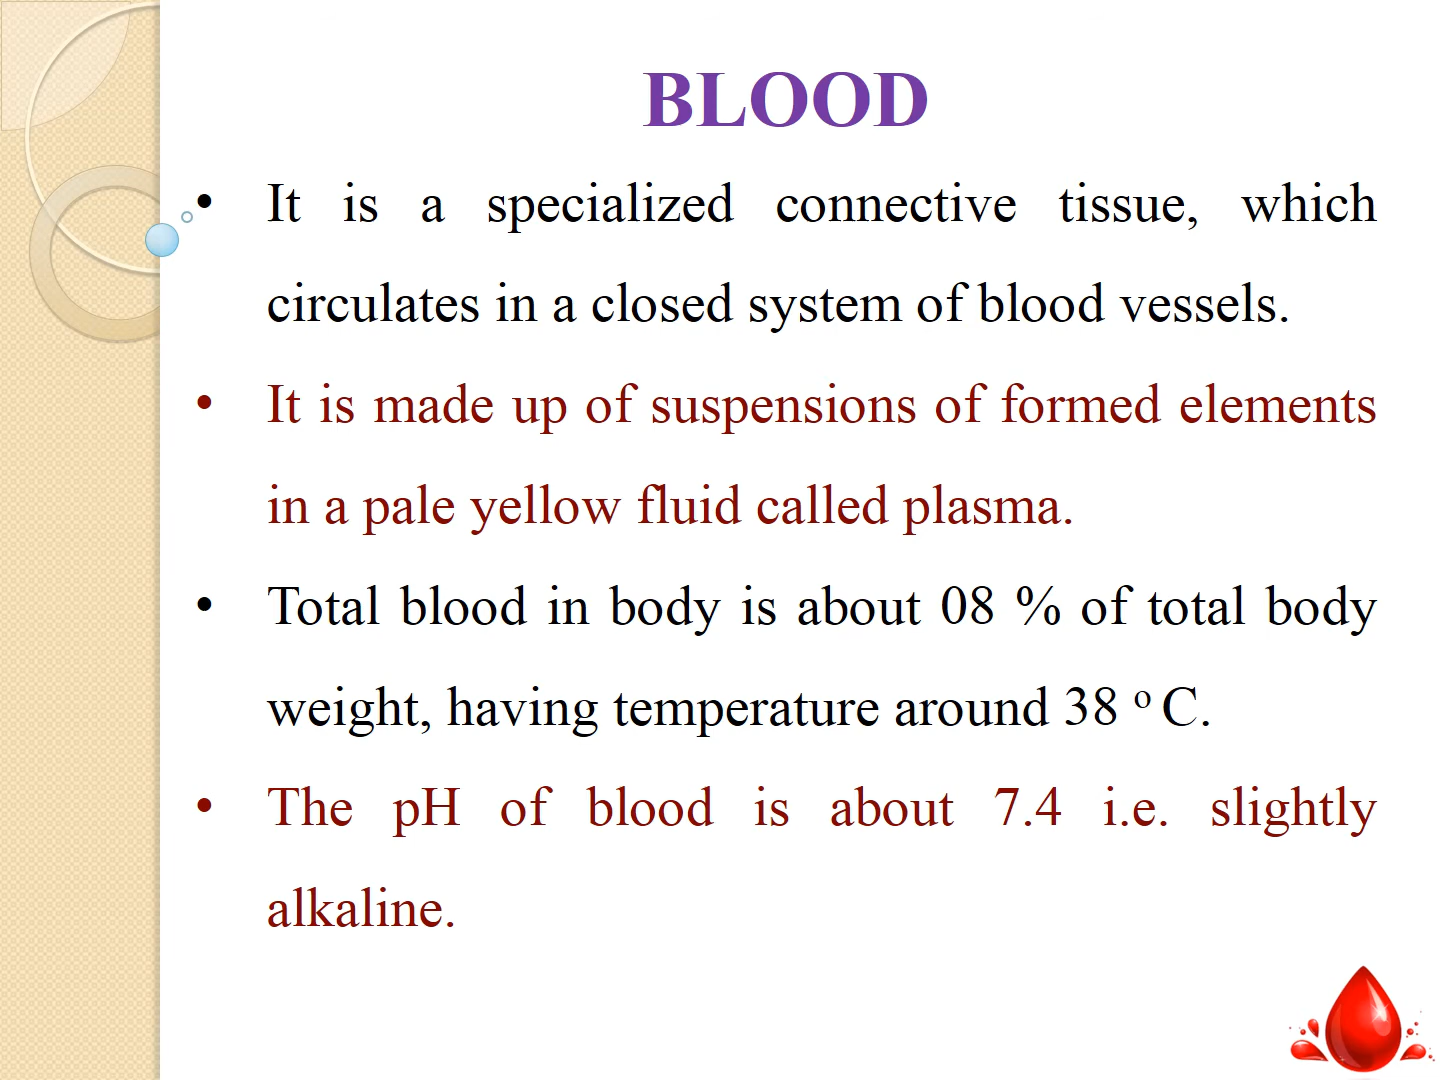 BLOOD
• It is a specialized connective tissue, which
circulates in a closed system of blood vessels.
• It is made up of suspensions of formed elements
in a pale yellow fluid called plasma.
• Total blood in body is about 08 % of total body
weight, having temperature around 38 ᵒ C.
• The pH of blood is about 7.4 i.e. slightly
alkaline.